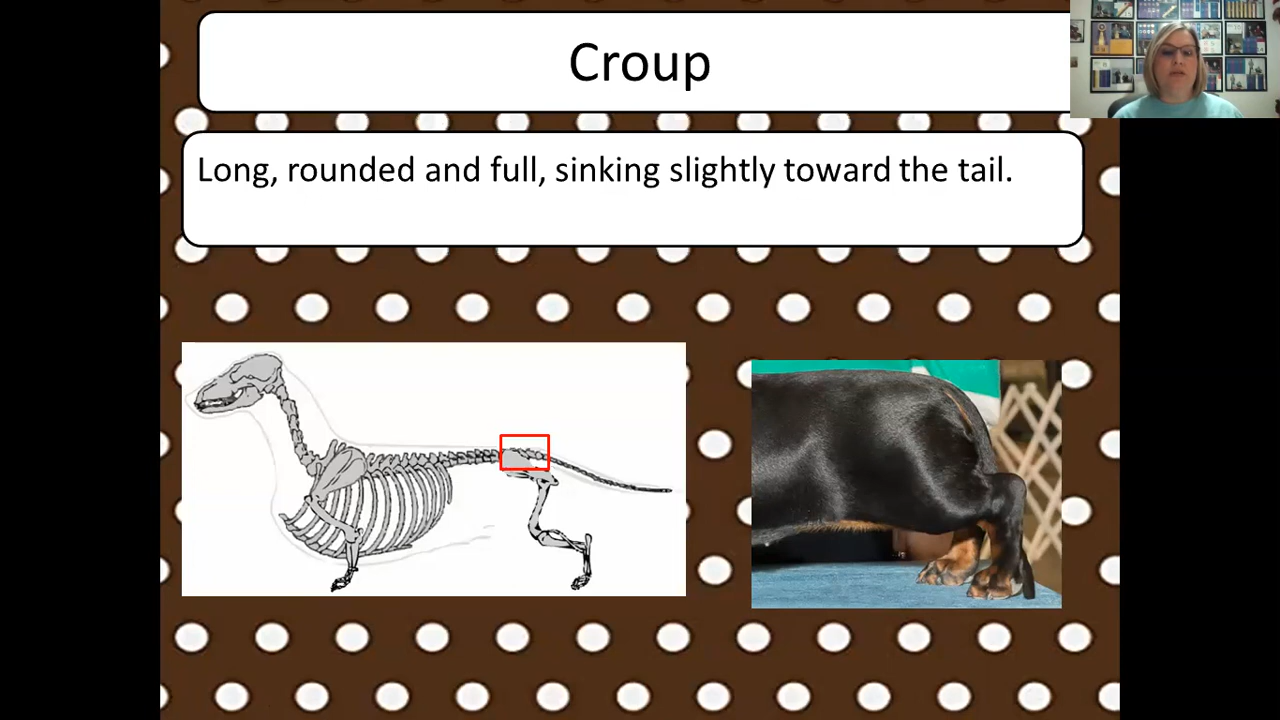 Croup
Long, rounded and full, sinking slightly toward the tail.